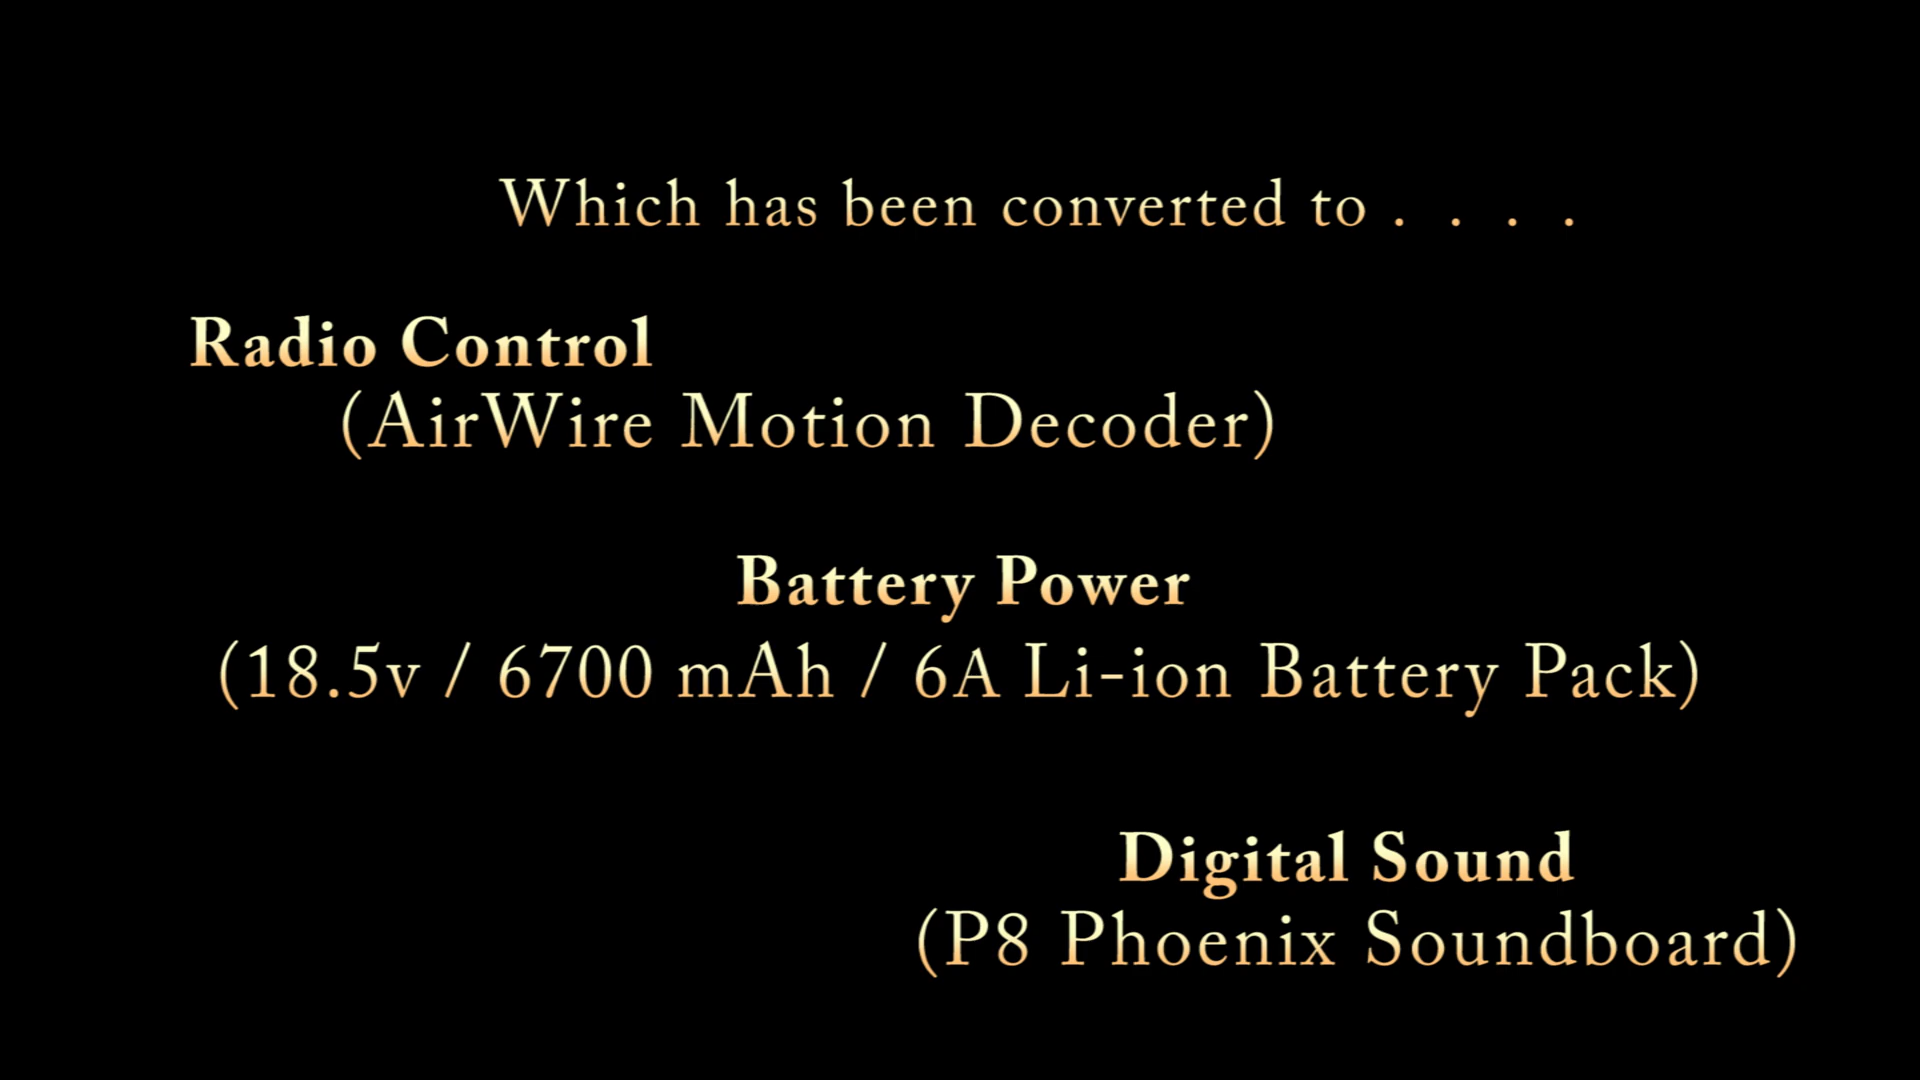 Which has been converted to . . . .
Radio Control
(AirWire Motion Decoder)
Battery Power
(18.5v / 6700 mAh / 6A Li-ion Battery Pack)
Digital Sound
(P8 Phoenix Soundboard)